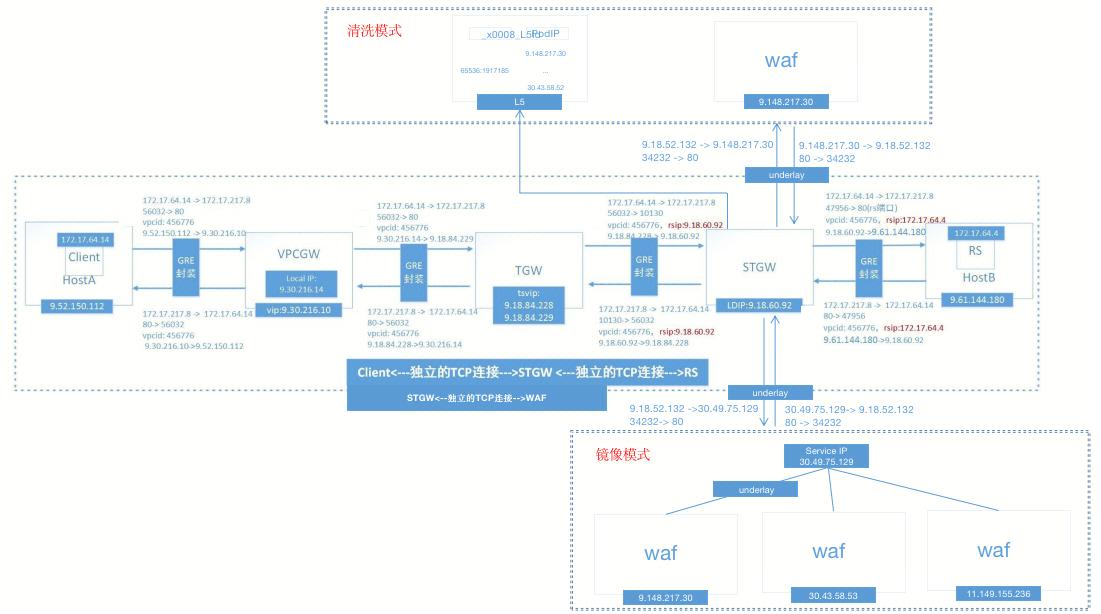 清洗模式
_x0008_L5id
PodIP
9.148.217.30
65536:1917185
...
30.43.58.52
L5
waf
9.148.217.30
9.18.52.132 -> 9.148.217.30
34232 -> 80
9.148.217.30 -> 9.18.52.132
80 -> 34232
underlay
172.17.64.14
Client
HostA
9.52.150.112
172.17.64.14 -> 172.17.217.8
56032-> 80
vpcid: 456776
9.52.150.112 ->9.30.216.10
GRE
封装
172.17.217.8 -> 172.17.64.14
80-> 56032
vpcid: 456776
9.30.216.10->9.52.150.112
VPCGW
Local IP:
9.30.216.14
vip:9.30.216.10
172.17.64.14 -> 172.17.217.8
56032-> 80
vpcid: 456776
9.30.216.14-> 9.18.84.229
GRE
封装
172.17.217.8 -> 172.17.64.14
80-> 56032
vpcid: 456776
9.18.84.228->9.30.216.14
TGW
tsvip:
9.18.84.228
9.18.84.229
172.17.64.14 -> 172.17.217.8
56032-> 10130
vpcid: 456776, rsip:9.18.60.92
9.18.84.228->9.18.60.92
GRE
封装
172.17.217.8 -> 172.17.64.14
10130-> 56032
vpcid: 456776, rsip:9.18.60.92
9.18.60.92->9.18.84.228
STGW
LDIP:9.18.60.92
172.17.64.14 -> 172.17.217.8
47956-> 80(rs端口)
vpcid: 456776, rsip:172.17.64.4
9.18.60.92->9.61.144.180
GRE
封装
172.17.217.8 -> 172.17.64.14
80-> 47956
vpcid: 456776, rsip:172.17.64.4
9.61.144.180->9.18.60.92
172.17.64.4
RS
HostB
9.61.144.180
Client<---独立的TCP连接--->STGW <---独立的TCP连接--->RS
STGW<--独立的TCP连接-->WAF
underlay
9.18.52.132 ->30.49.75.129
34232-> 80
30.49.75.129-> 9.18.52.132
80 -> 34232
镜像模式
Service IP
30.49.75.129
underlay
waf
9.148.217.30
waf
30.43.58.53
waf
11.149.155.236